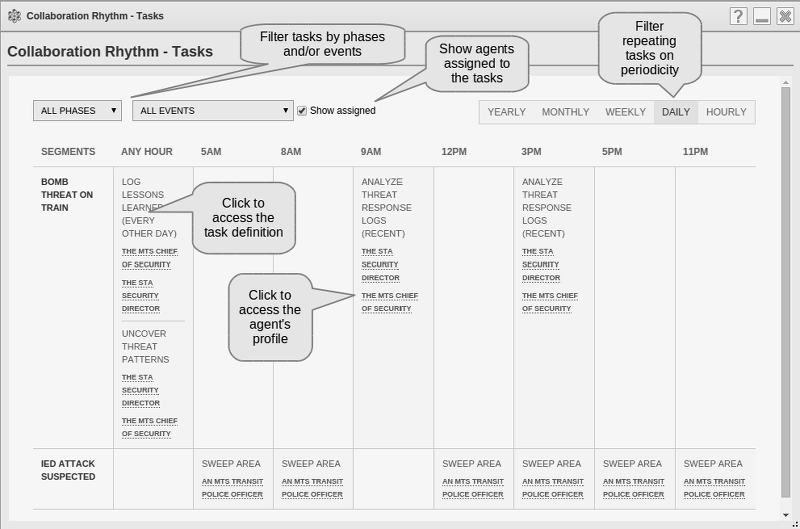 Collaboration Rhythm - Tasks
?
Collaboration Rhythm - Tasks
Filter tasks by phases
and/or events
Show agents
assigned to
the tasks
Filter
repeating
tasks on
periodicity
ALL PHASES
ALL EVENTS
Show assigned
YEARLY MONTHLY WEEKLY DAILY HOURLY
SEGMENTS ANY HOUR 5AM 8AM 9AM 12PM 3PM 5PM 11PM
BOMB
THREAT ON
TRAIN
LOG
LESSONS
LEARNED
(EVERY
OTHER DAY)
THE MTS CHIEF
OF SECURITY
THE STA
SECURITY
DIRECTOR
UNCOVER
THREAT
PATTERNS
THE STA
SECURITY
DIRECTOR
THE MTS CHIEF
OF SECURITY
Click to
access the
task definition
Click to
access the
agent's
profile
ANALYZE
THREAT
RESPONSE
LOGS
(RECENT)
THE STA
SECURITY
DIRECTOR
THE MTS CHIEF
OF SECURITY
ANALYZE
THREAT
RESPONSE
LOGS
(RECENT)
THE STA
SECURITY
DIRECTOR
THE MTS CHIEF
OF SECURITY
IED ATTACK
SUSPECTED
SWEEP AREA
AN MTS TRANSIT
POLICE OFFICER
SWEEP AREA
AN MTS TRANSIT
POLICE OFFICER
SWEEP AREA
AN MTS TRANSIT
POLICE OFFICER
SWEEP AREA
AN MTS TRANSIT
POLICE OFFICER
SWEEP AREA
AN MTS TRANSIT
POLICE OFFICER
SWEEP AREA
AN MTS TRANSIT
POLICE OFFICER